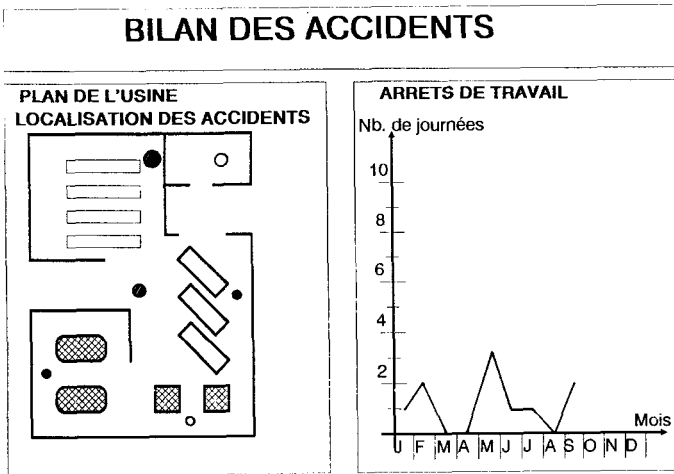 BILAN DES ACCIDENTS
PLAN DE L'USINE
LOCALISATION DES ACCIDENTS
ARRETS DE TRAVAIL
Nb. de journées
10
8
6
4
2
Mois
J F M A M J J A S O N D